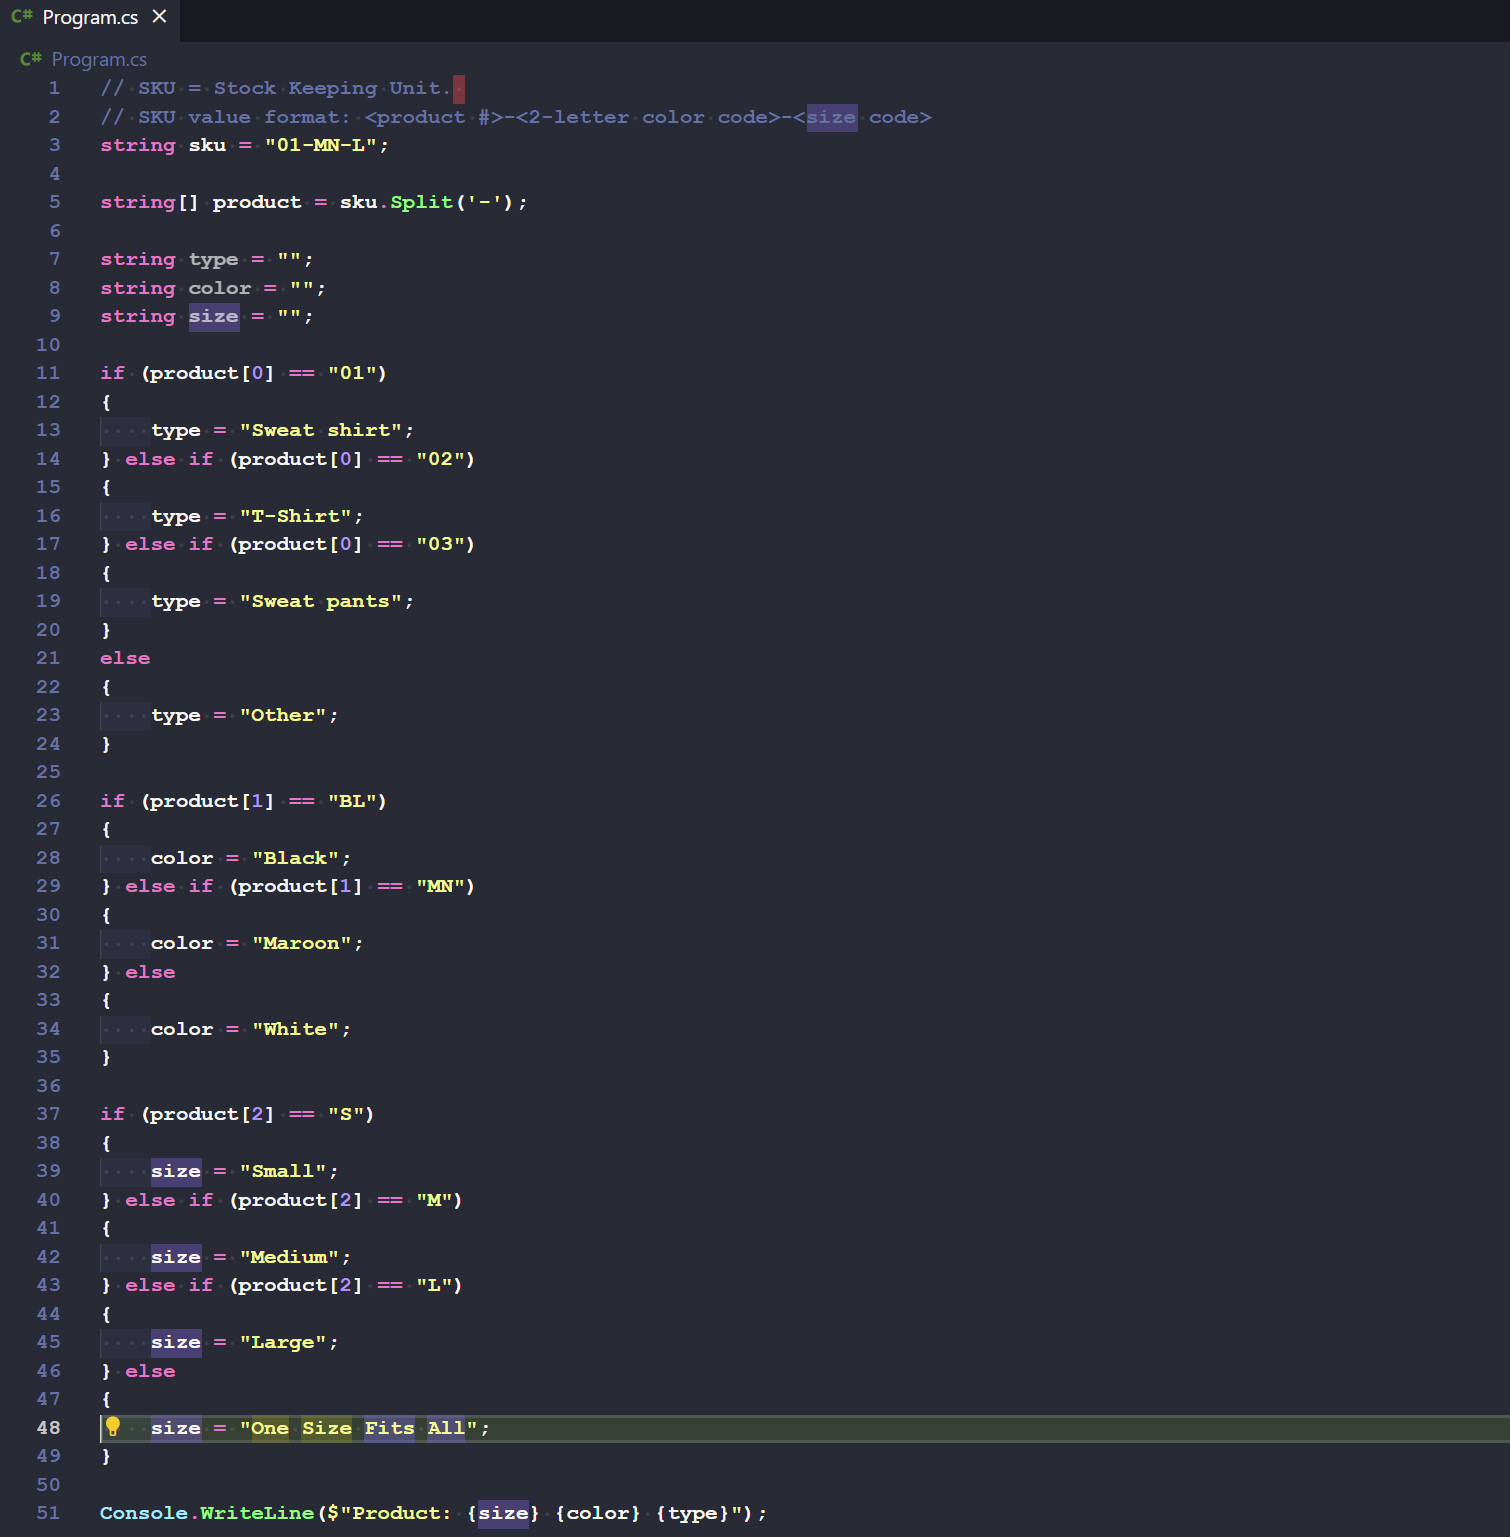 C# Program.cs ×
C# Program.cs
1 // SKU = Stock Keeping Unit.
2 // SKU value format: <product #>-<2-letter color code>-<size code>
3 string sku = "01-MN-L";
4
5 string[] product = sku.Split('-');
6
7 string type = "";
8 string color = "";
9 string size = "";
10
11 if (product[0] == "01")
12 {
13     type = "Sweat shirt";
14 } else if (product[0] == "02")
15 {
16     type = "T-Shirt";
17 } else if (product[0] == "03")
18 {
19     type = "Sweat pants";
20 }
21 else
22 {
23     type = "Other";
24 }
25
26 if (product[1] == "BL")
27 {
28     color = "Black";
29 } else if (product[1] == "MN")
30 {
31     color = "Maroon";
32 } else
33 {
34     color = "White";
35 }
36
37 if (product[2] == "S")
38 {
39     size = "Small";
40 } else if (product[2] == "M")
41 {
42     size = "Medium";
43 } else if (product[2] == "L")
44 {
45     size = "Large";
46 } else
47 {
48     size = "One Size Fits All";
49 }
50
51 Console.WriteLine($"Product: {size} {color} {type}");